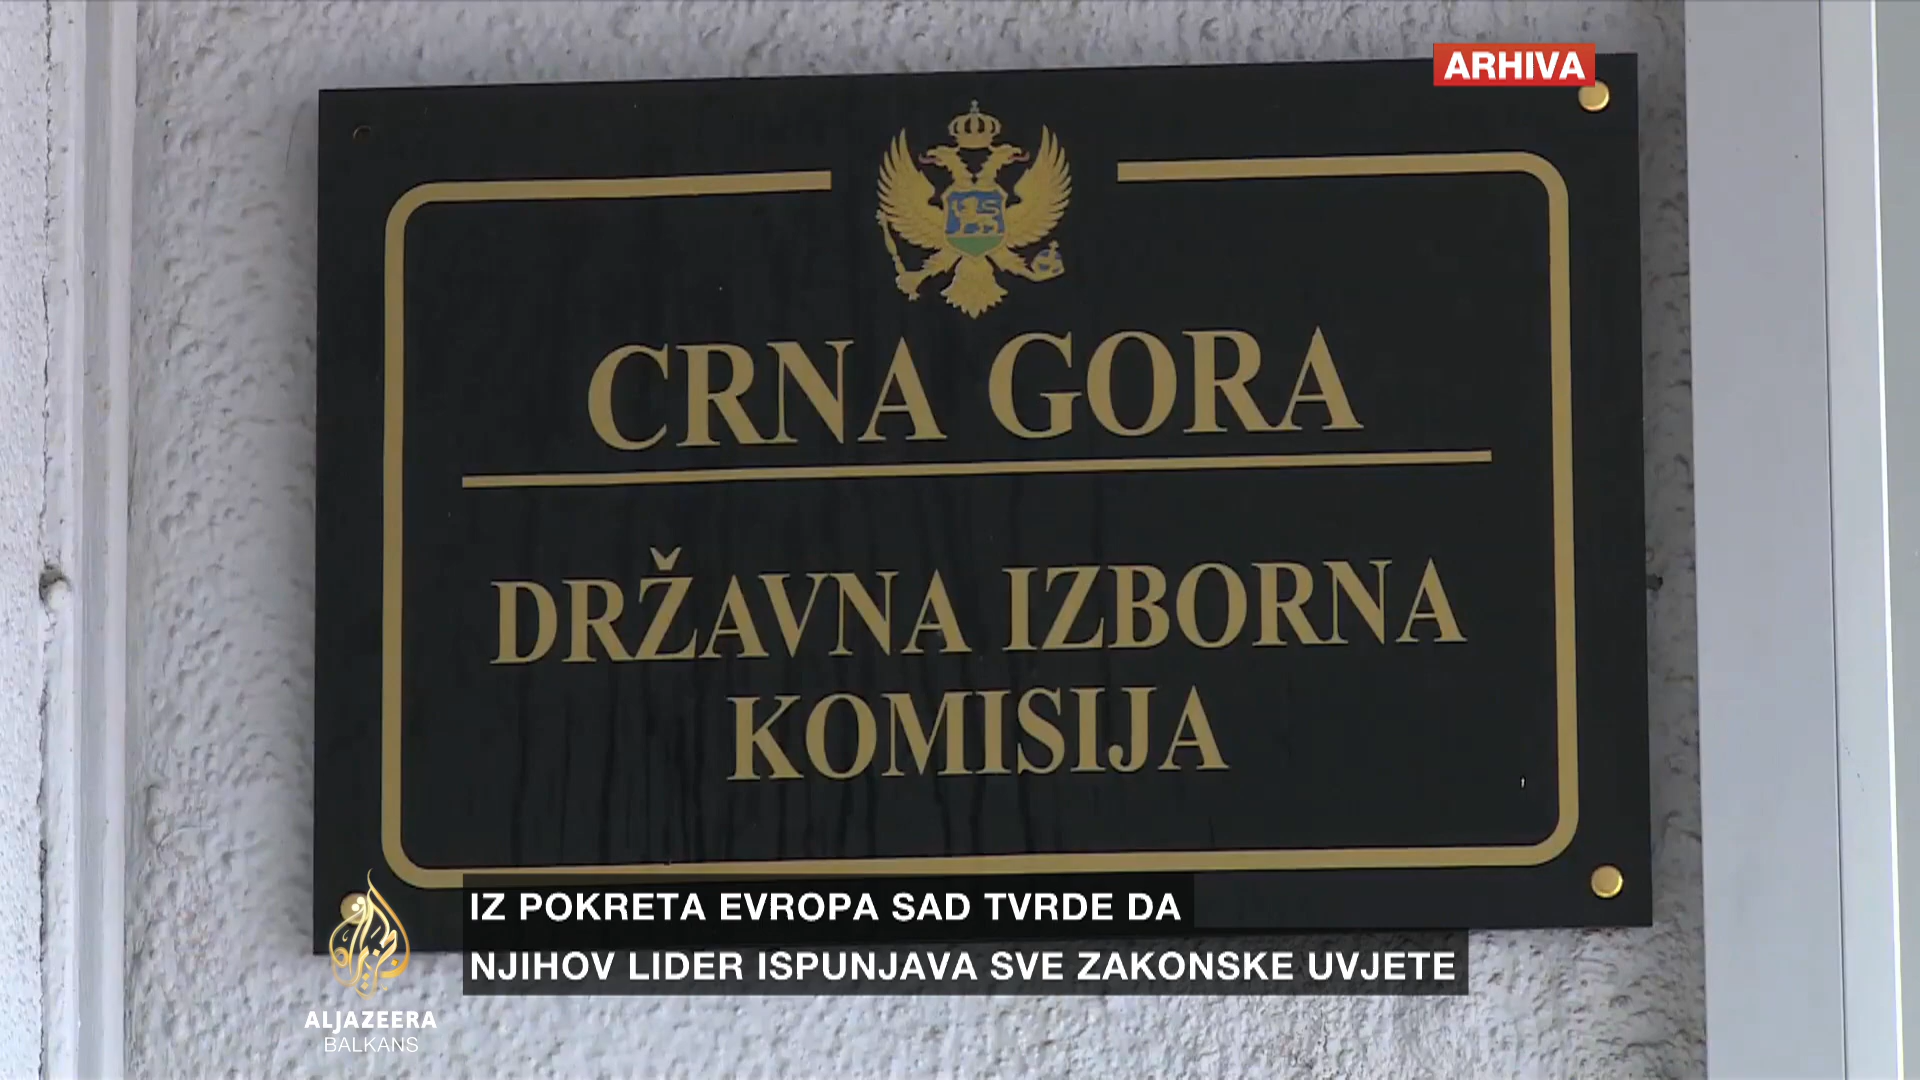 ARHIVA
CRNA GORA
DRŽAVNA IZBORNA
KOMISIJA
IZ POKRETA EVROPA SAD TVRDE DA
NJIHOV LIDER ISPUNJAVA SVE ZAKONSKE UVJETE
ALJAZEERA
BALKANS